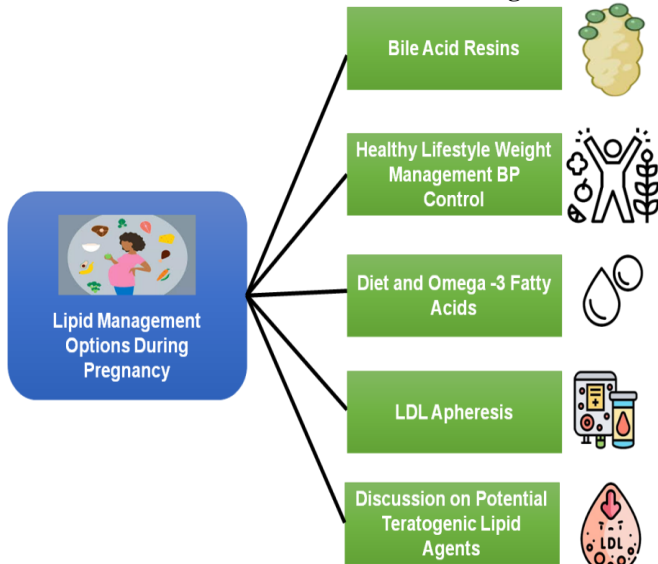 Bile Acid Resins
Healthy Lifestyle Weight
Management BP
Control
Lipid Management
Options During
Pregnancy
Diet and Omega -3 Fatty
Acids
LDL Apheresis
Discussion on Potential
Teratogenic Lipid
Agents
LDL